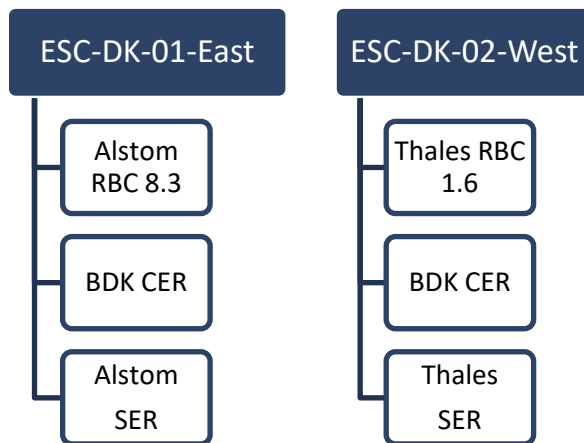 ESC-DK-01-East
Alstom
RBC 8.3
BDK CER
Alstom
SER
ESC-DK-02-West
Thales RBC
1.6
BDK CER
Thales
SER